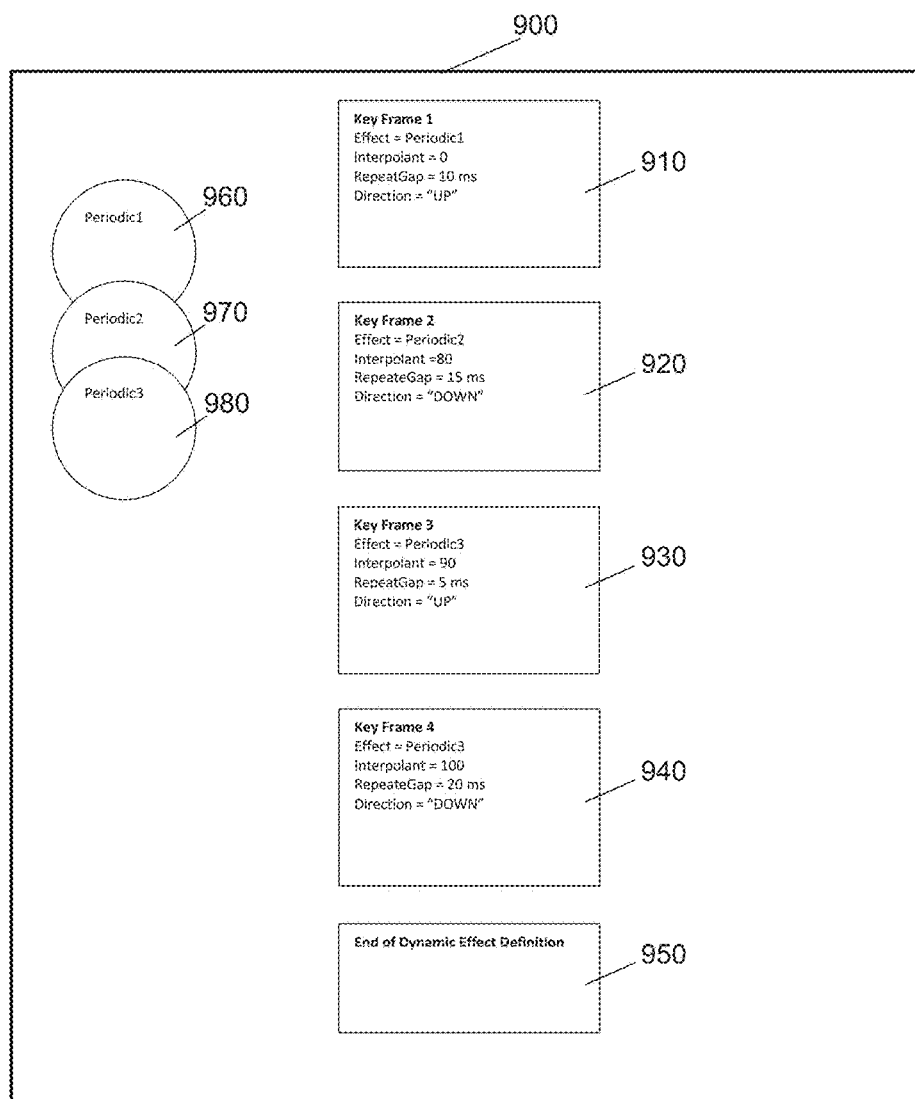 900
Key Frame 1
Effect = Periodic1
Interpolant = 0
RepeatGap = 10 ms
Direction = "UP"
910
Periodic1
960
Periodic2
970
Periodic3
980
Key Frame 2
Effect = Periodic2
Interpolant =80
RepeateGap = 15 ms
Direction = "DOWN"
920
Key Frame 3
Effect = Periodic3
Interpolant = 90
RepeatGap = 5 ms
Direction = "UP"
930
Key Frame 4
Effect = Periodic3
Interpolant = 100
RepeateGap = 20 ms
Direction = "DOWN"
940
End of Dynamic Effect Definition
950